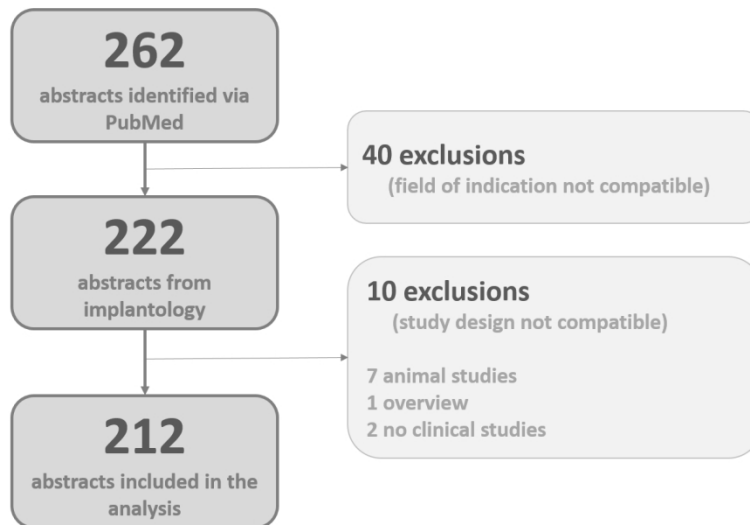 262
abstracts identified via
PubMed
40 exclusions
(field of indication not compatible)
222
abstracts from
implantology
10 exclusions
(study design not compatible)
7 animal studies
1 overview
2 no clinical studies
212
abstracts included in the
analysis